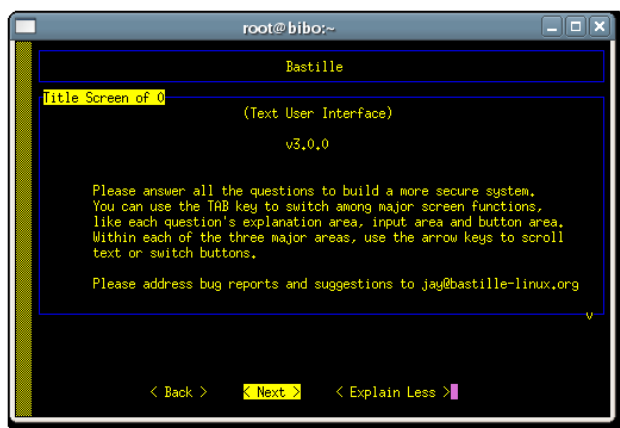 root@bibo:~
Bastille
Title Screen of 0
(Text User Interface)
v3.0.0
Please answer all the questions to build a more secure system.
You can use the TAB key to switch among major screen functions,
like each question's explanation area, input area and button area.
Within each of the three major areas, use the arrow keys to scroll
text or switch buttons.
Please address bug reports and suggestions to jay@bastille-linux.org
v
< Back > < Next > < Explain Less >